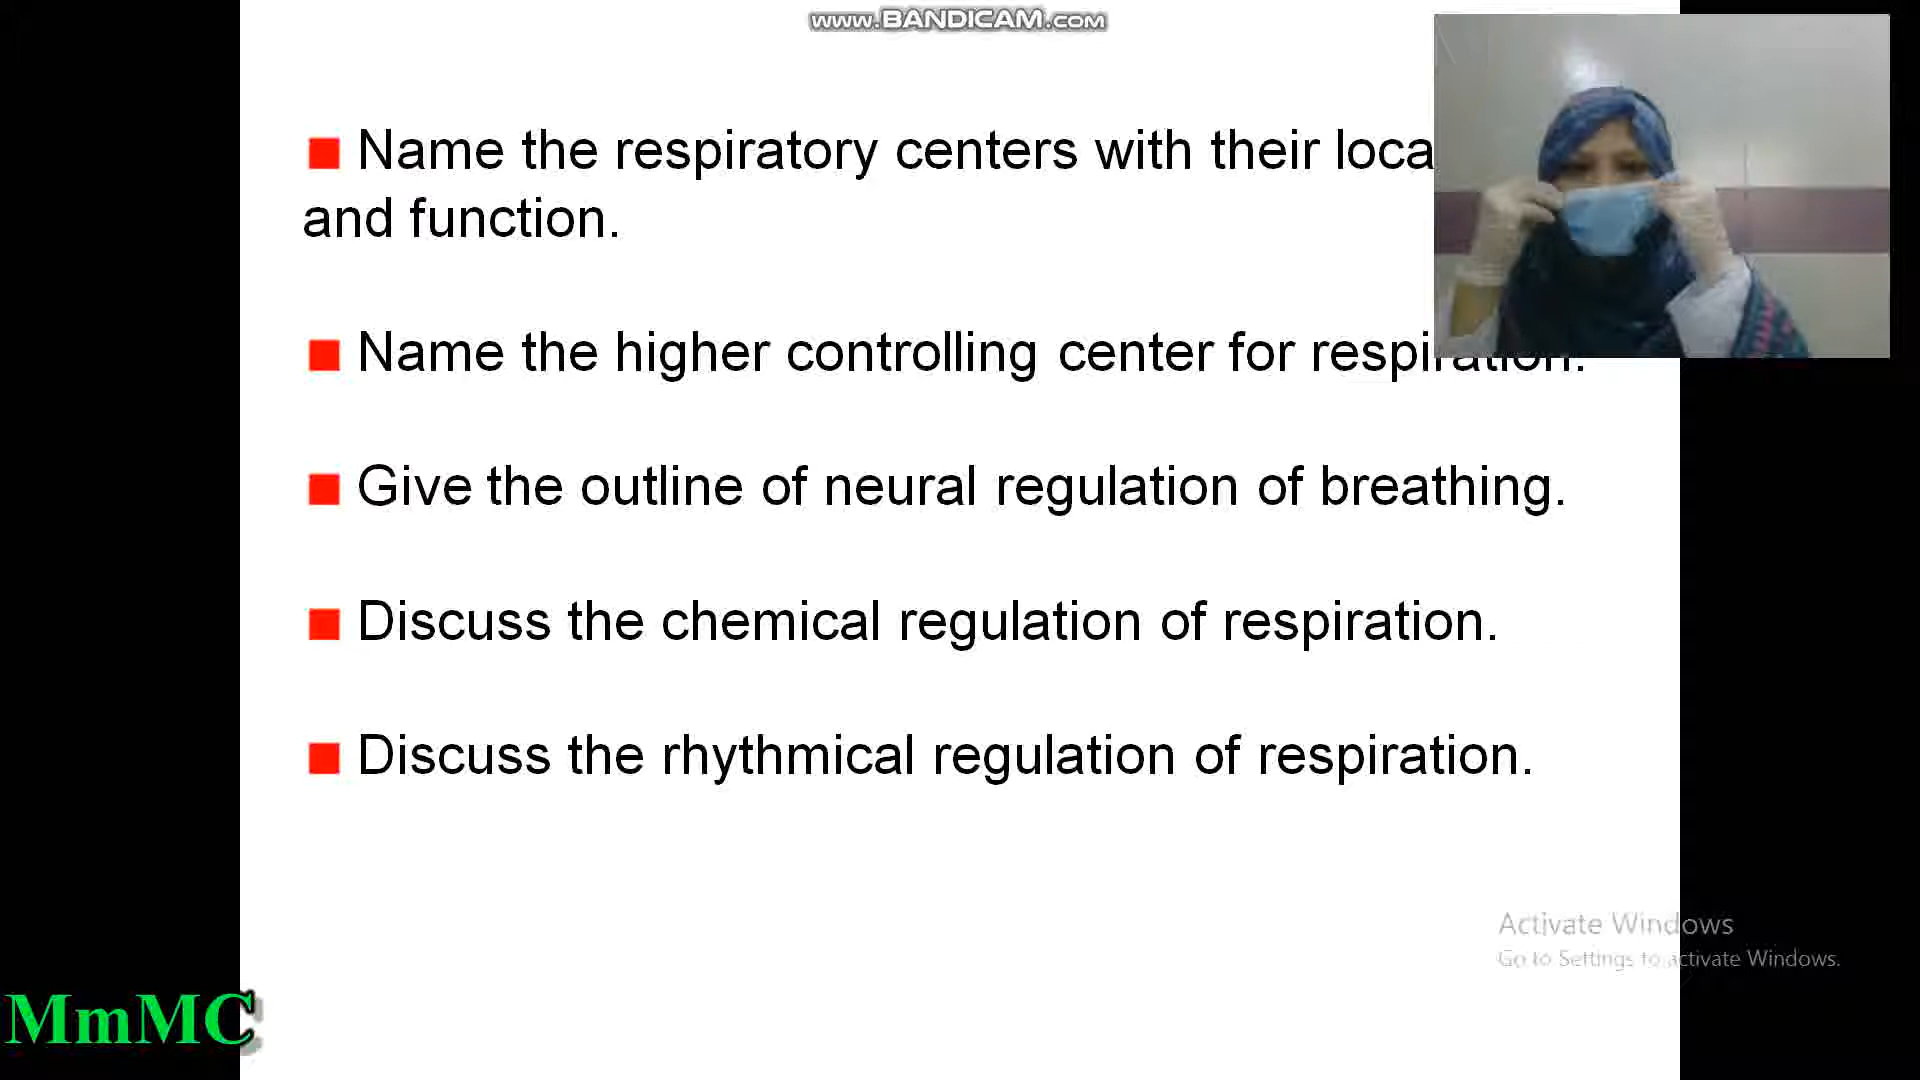 www.BANDICAM.com
Name the respiratory centers with their loca
and function.
Name the higher controlling center for respiration.
Give the outline of neural regulation of breathing.
Discuss the chemical regulation of respiration.
Discuss the rhythmical regulation of respiration.
Activate Windows
Go to Settings to activate Windows.
MmMC